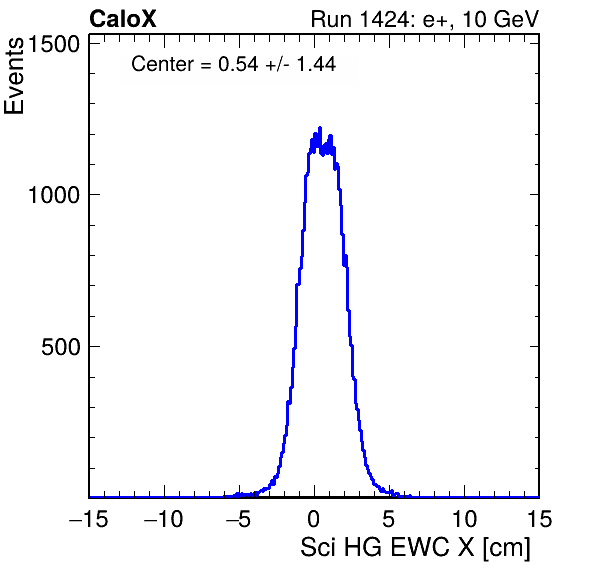 CaloX Run 1424: e+, 10 GeV
Events
Center = 0.54 +/- 1.44
1500
1000
500
−15 −10 −5 0 5 10 15
Sci HG EWC X [cm]